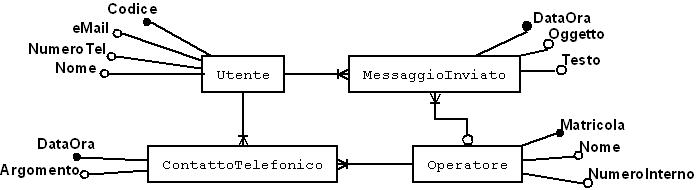 Codice
eMail
NumeroTel
Nome
Utente
DataOra
Oggetto
Testo
MessaggioInviato
DataOra
Argomento
ContattoTelefonico
Matricola
Nome
NumeroInterno
Operatore